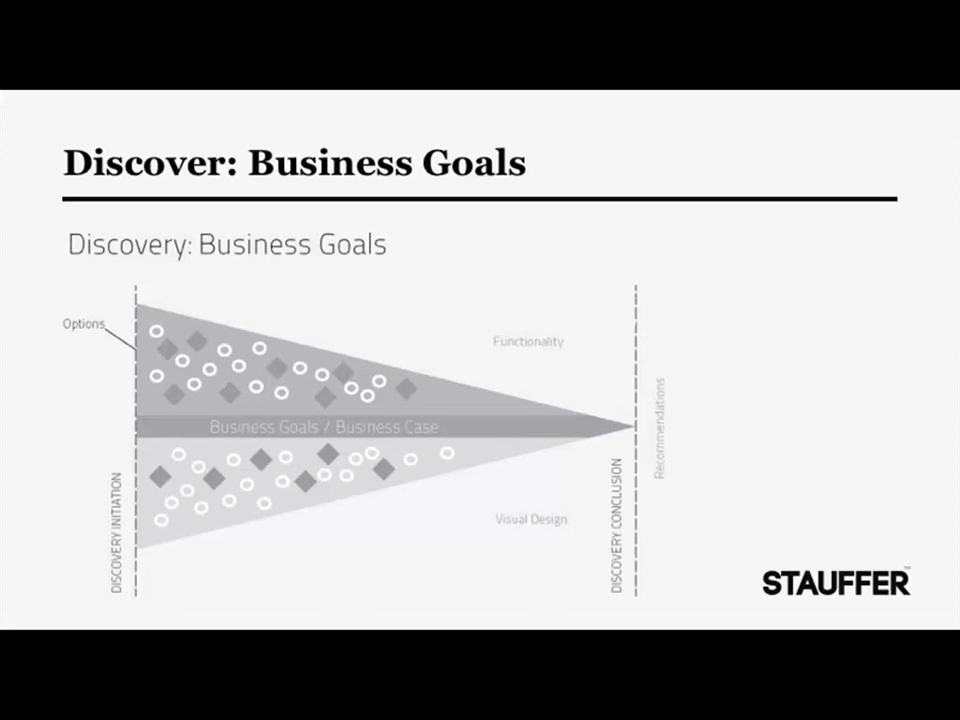 Discover: Business Goals
Discovery: Business Goals
Options
Functionality
Business Goals / Business Case
Visual Design
DISCOVERY INITIATION
DISCOVERY CONCLUSION
Recommendations
STAUFFER™